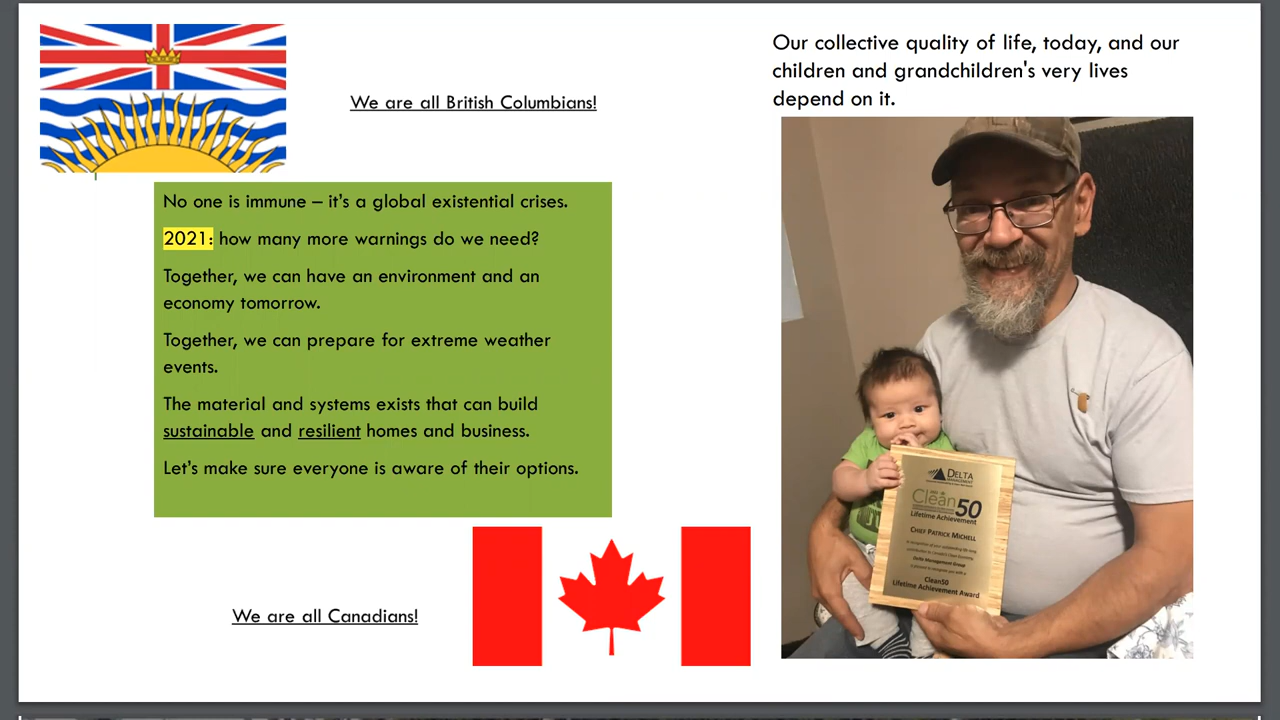 We are all British Columbians!
No one is immune – it's a global existential crises.
2021: how many more warnings do we need?
Together, we can have an environment and an
economy tomorrow.
Together, we can prepare for extreme weather
events.
The material and systems exists that can build
sustainable and resilient homes and business.
Let's make sure everyone is aware of their options.
We are all Canadians!
Our collective quality of life, today, and our
children and grandchildren's very lives
depend on it.
DELTA
MANAGEMENT
Clean50
Lifetime Achievement
CHIEF PATRICK MICHELL
Delta Management Group
Clean50
Lifetime Achievement Award